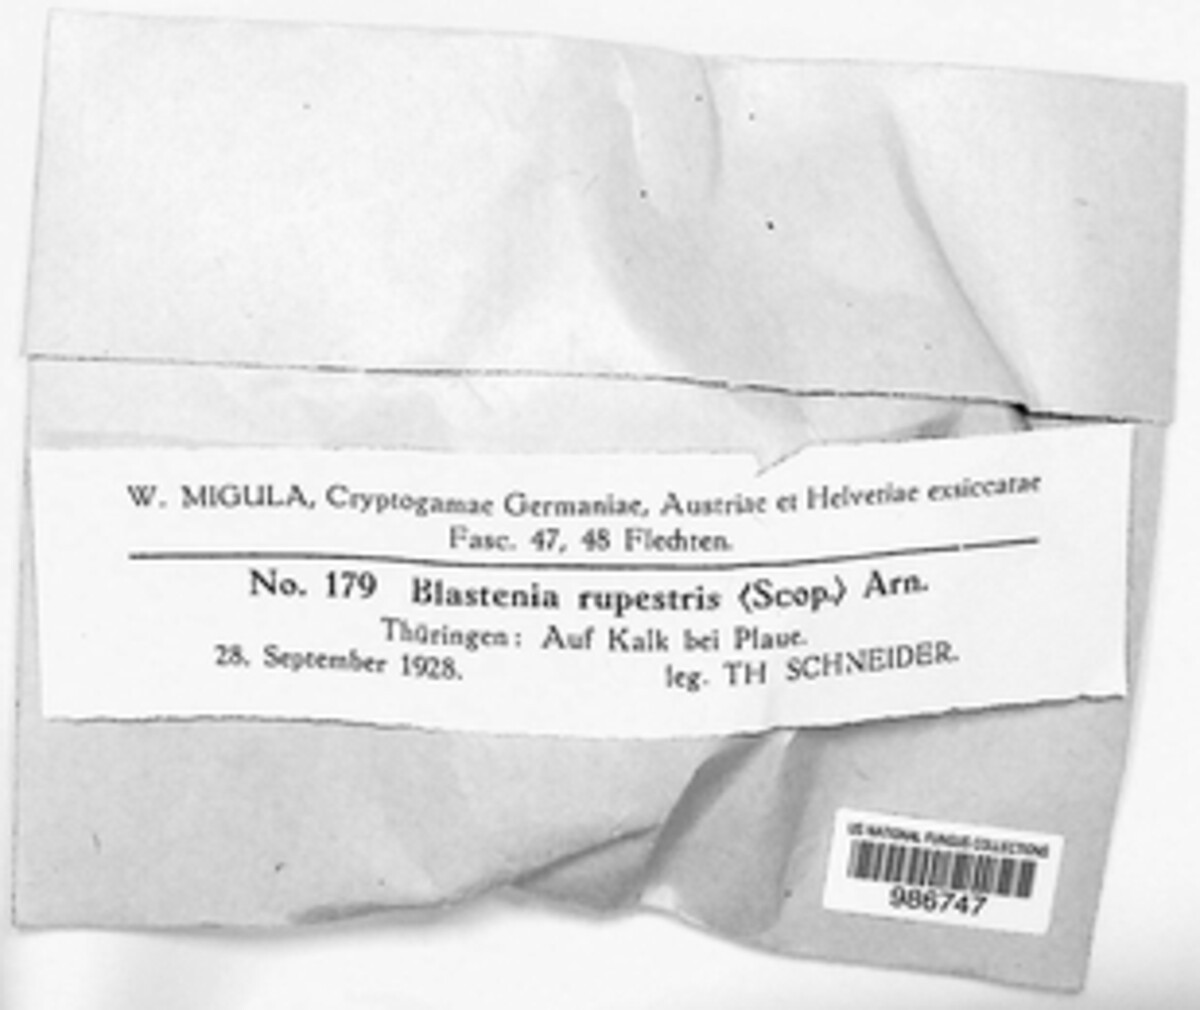 W. MIGULA, Cryptogamae Germaniae, Austriae et Helvetiae exsiccatae
Fasc. 47, 48 Flechten.
No. 179 Blastenia rupestris (Scop.) Arn.
Thüringen: Auf Kalk bei Plaue.
28. September 1928. leg. TH SCHNEIDER.
US NATIONAL FUNGUS COLLECTIONS
986747